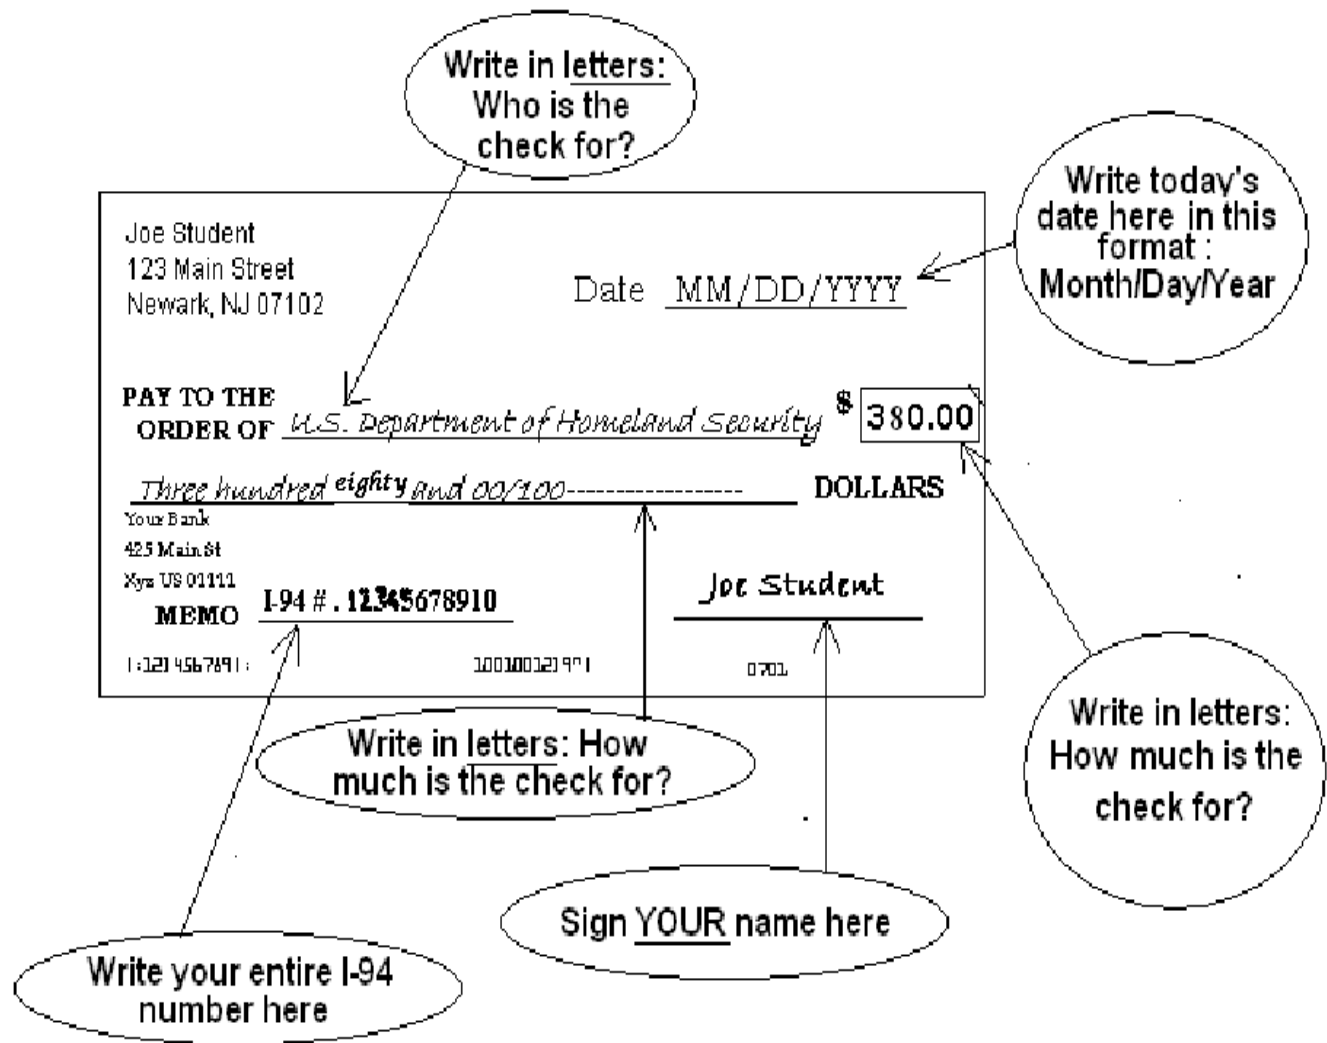 Write in letters:
Who is the
check for?
Write today's
date here in this
format :
Month/Day/Year
Joe Student
123 Main Street
Newark, NJ 07102
Date MM/DD/YYYY
PAY TO THE
ORDER OF U.S. Department of Homeland Security $ 380.00
Three hundred eighty and 00/100------------------- DOLLARS
Your Bank
425 Main St
Xyz US 01111
MEMO I-94 # . 12345678910
Joe Student
0701
Write in letters: How
much is the check for?
Write in letters:
How much is the
check for?
Sign YOUR name here
Write your entire I-94
number here